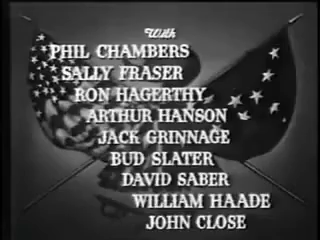 With
PHIL CHAMBERS
SALLY FRASER
RON HAGERTHY
ARTHUR HANSON
JACK GRINNAGE
BUD SLATER
DAVID SABER
WILLIAM HAADE
JOHN CLOSE